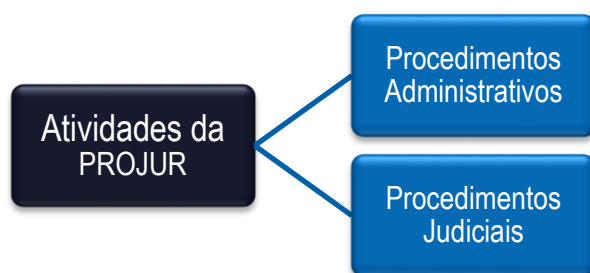 Procedimentos
Administrativos
Atividades da
PROJUR
Procedimentos
Judiciais